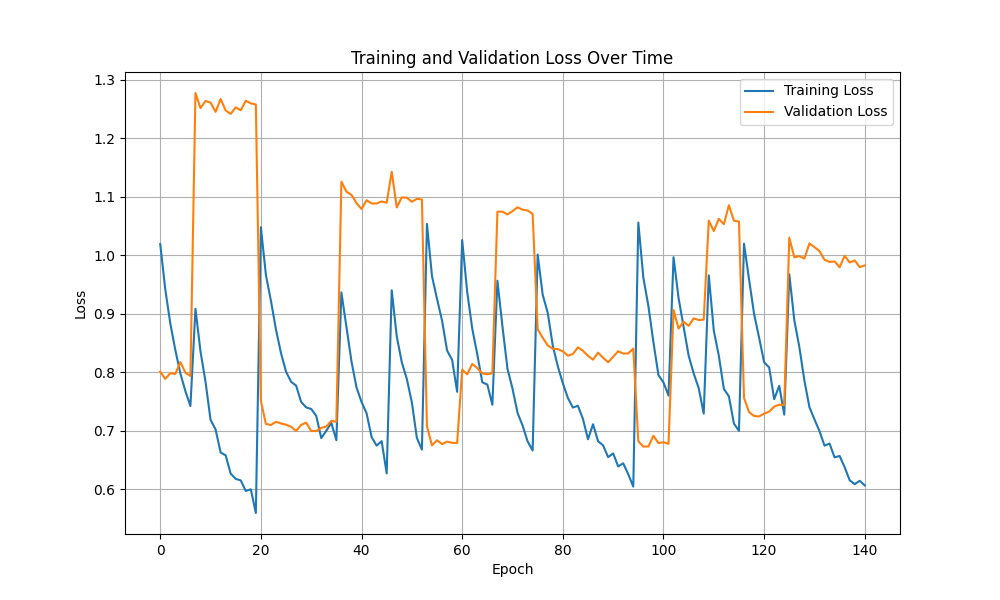 Training and Validation Loss Over Time
Training Loss
Validation Loss
1.3
1.2
1.1
1.0
0.9
0.8
0.7
0.6
Loss
0 20 40 60 80 100 120 140
Epoch